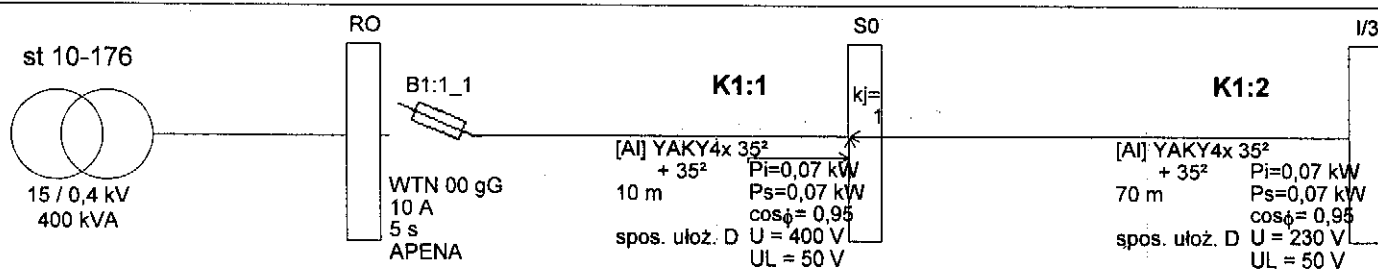 st 10-176
15 / 0,4 kV
400 kVA
RO
B1:1_1
WTN 00 gG
10 A
5 s
APENA
K1:1
[Al] YAKY4x 35²
+ 35²
10 m
spos. ułoż. D
Pi=0,07 kW
Ps=0,07 kW
cosϕ= 0,95
U = 400 V
UL = 50 V
S0
kj=
1
K1:2
[Al] YAKY4x 35²
+ 35²
70 m
spos. ułoż. D
Pi=0,07 kW
Ps=0,07 kW
cosϕ= 0,95
U = 230 V
UL = 50 V
I/3